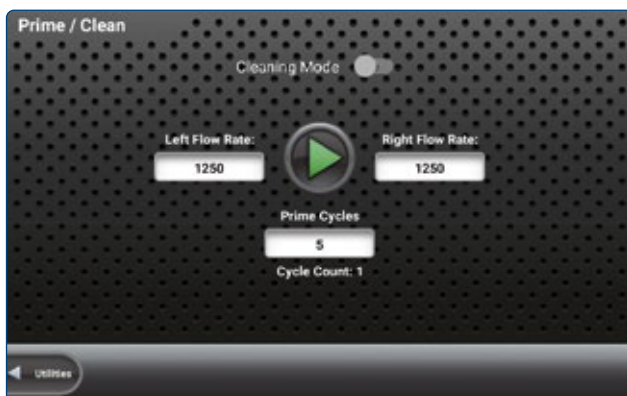 Prime / Clean
Cleaning Mode
Left Flow Rate:
Right Flow Rate:
1250
1250
Prime Cycles
5
Cycle Count: 1
Utilities